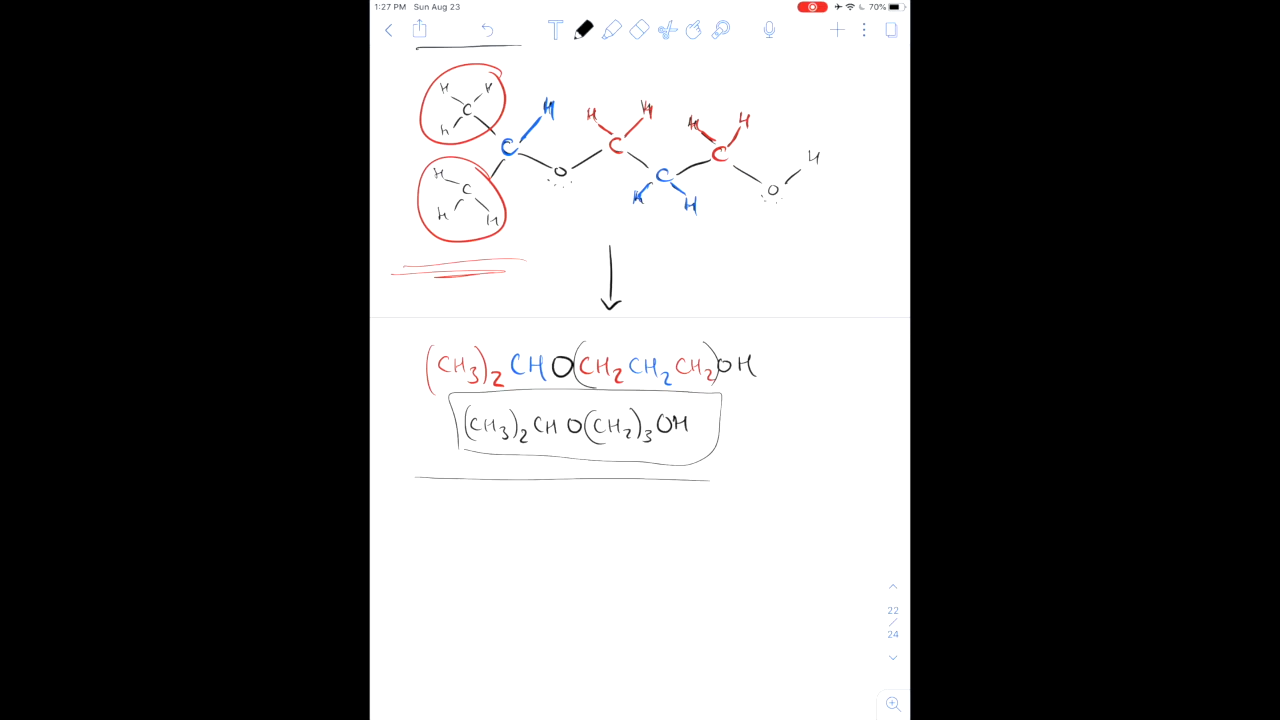 1:27 PM Sun Aug 23
70%
T
H H
H
C
H
H H
H H
H
C
C
C
C
C
O
O
H
H
H
H
H
H
(CH₃)₂CHO(CH₂CH₂CH₂)OH
(CH₃)₂CHO(CH₂)₃OH
22
/
24